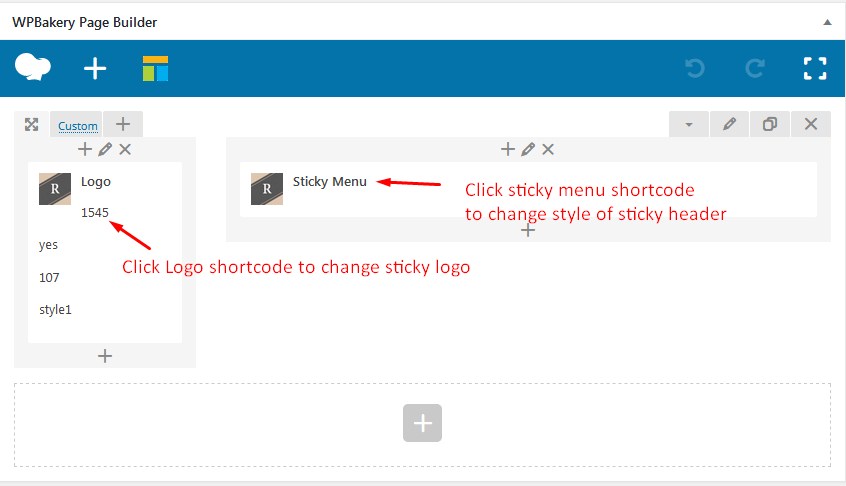 WPBakery Page Builder
Custom
R
Logo
1545
yes
107
style1
R
Sticky Menu
Click sticky menu shortcode
to change style of sticky header
Click Logo shortcode to change sticky logo